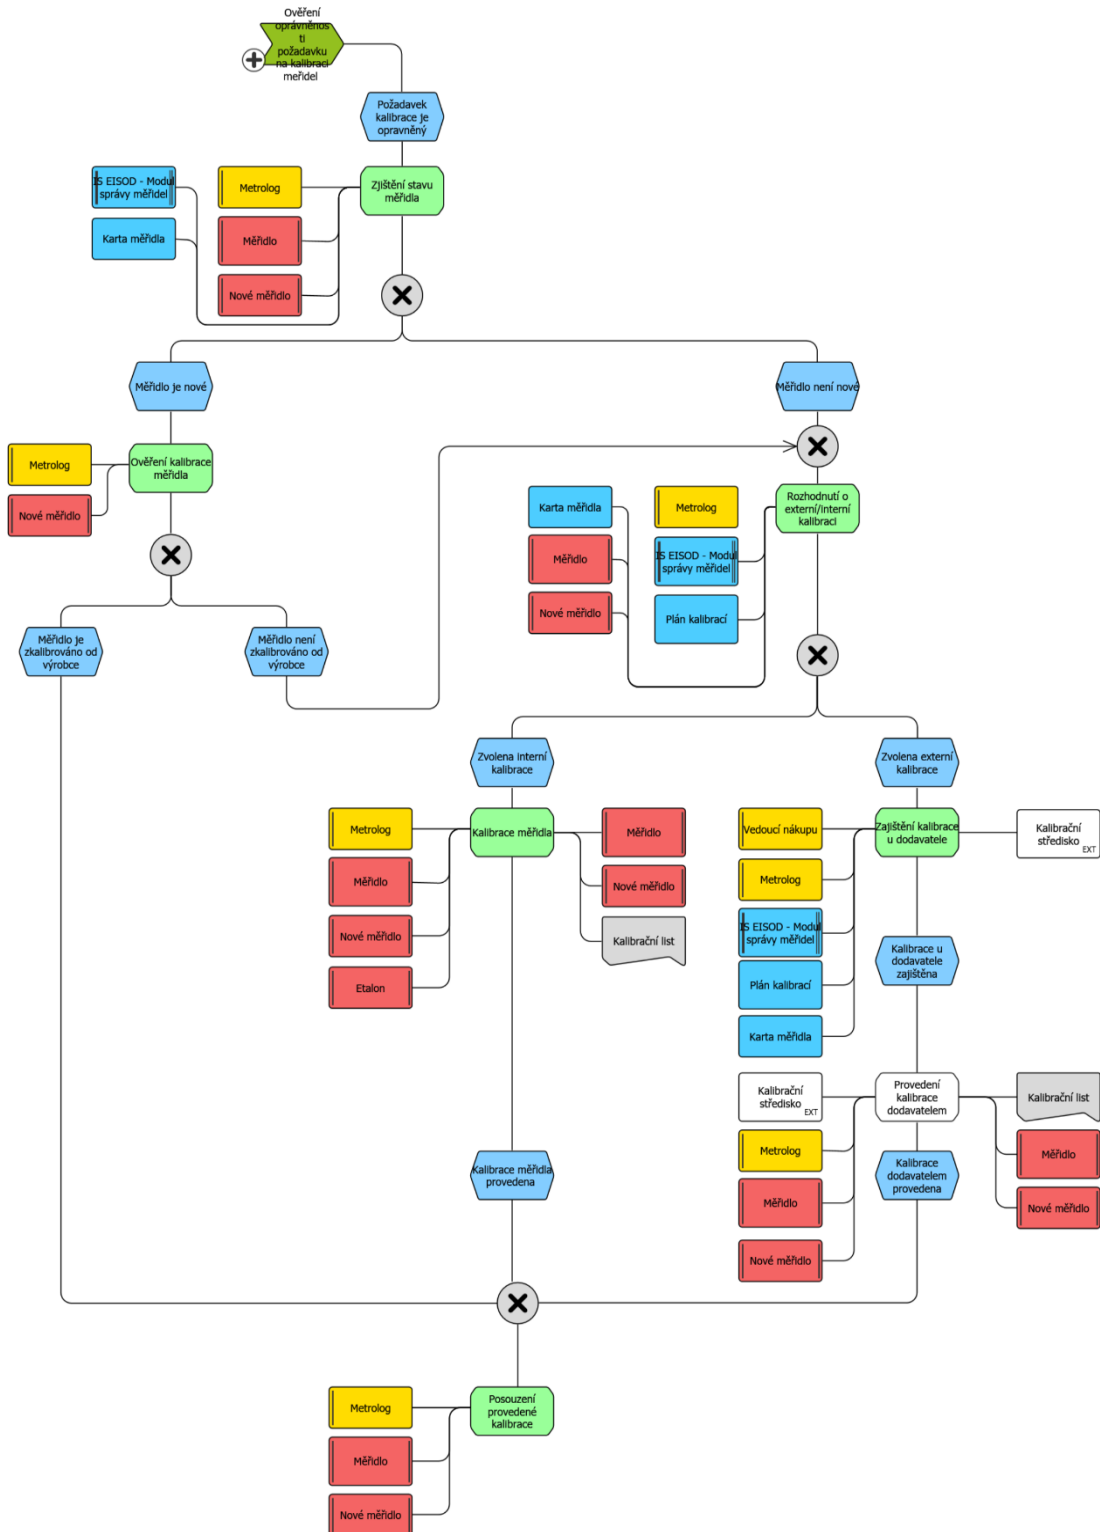 Ověření
oprávněnos
ti
požadavku
na kalibraci
meřidel
Požadavek
kalibrace je
opravněný
IS EISOD - Modul
správy měřidel
Metrolog
Zjištění stavu
měřidla
Karta měřidla
Měřidlo
Nové měřidlo
Měřidlo je nové
Měřidlo není nové
Metrolog
Ověření kalibrace
měřidla
Nové měřidlo
Karta měřidla
Metrolog
Rozhodnutí o
externí/interní
kalibraci
Měřidlo
IS EISOD - Modul
správy měřidel
Nové měřidlo
Plán kalibrací
Měřidlo je
zkalibrováno od
výrobce
Měřidlo není
zkalibrováno od
výrobce
Zvolena interní
kalibrace
Zvolena externí
kalibrace
Metrolog
Kalibrace měřidla
Měřidlo
Vedoucí nákupu
Zajištění kalibrace
u dodavatele
Kalibrační
středisko
EXT
Měřidlo
Nové měřidlo
Metrolog
Nové měřidlo
Kalibrační list
IS EISOD - Modul
správy měřidel
Kalibrace u
dodavatele
zajištěna
Etalon
Plán kalibrací
Karta měřidla
Kalibrační
středisko
EXT
Provedení
kalibrace
dodavatelem
Kalibrační list
Metrolog
Měřidlo
Kalibrace měřidla
provedena
Kalibrace
dodavatelem
provedena
Měřidlo
Nové měřidlo
Nové měřidlo
Metrolog
Posouzení
provedené
kalibrace
Měřidlo
Nové měřidlo